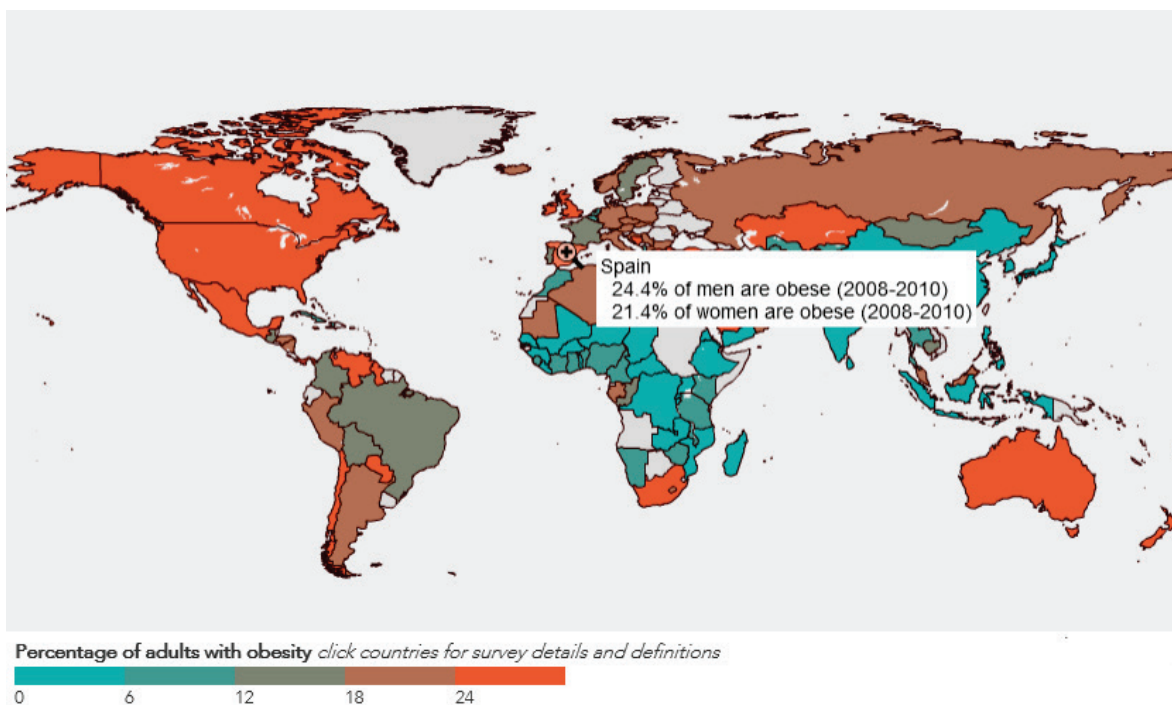 Spain
24.4% of men are obese (2008-2010)
21.4% of women are obese (2008-2010)
Percentage of adults with obesity click countries for survey details and definitions
0 6 12 18 24